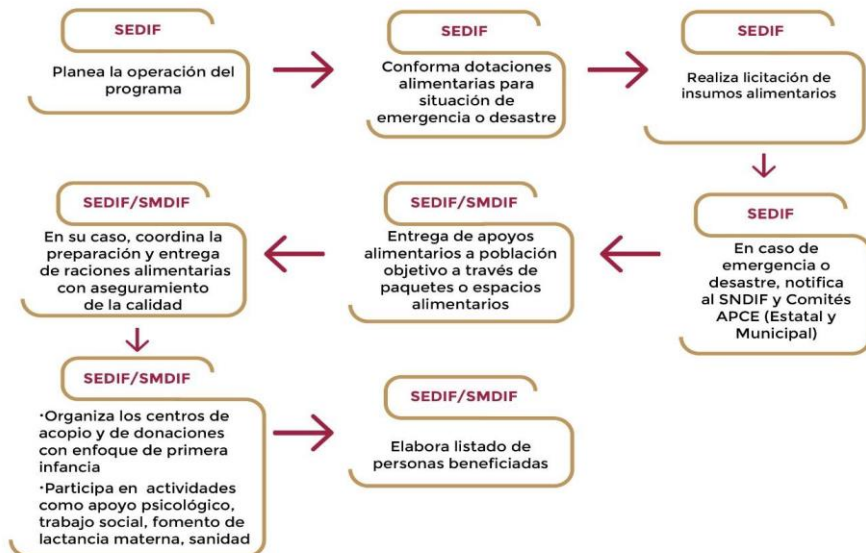 SEDIF
Planea la operación del
programa
SEDIF
Conforma dotaciones
alimentarias para
situación de
emergencia o desastre
SEDIF
Realiza licitación de
insumos alimentarios
SEDIF
En caso de
emergencia o
desastre, notifica
al SNDIF y Comités
APCE (Estatal y
Municipal)
SEDIF/SMDIF
Entrega de apoyos
alimentarios a población
objetivo a través de
paquetes o espacios
alimentarios
SEDIF/SMDIF
En su caso, coordina la
preparación y entrega
de raciones alimentarias
con aseguramiento
de la calidad
SEDIF/SMDIF
·Organiza los centros de
acopio y de donaciones
con enfoque de primera
infancia
·Participa en actividades
como apoyo psicológico,
trabajo social, fomento de
lactancia materna, sanidad
SEDIF/SMDIF
Elabora listado de
personas beneficiadas